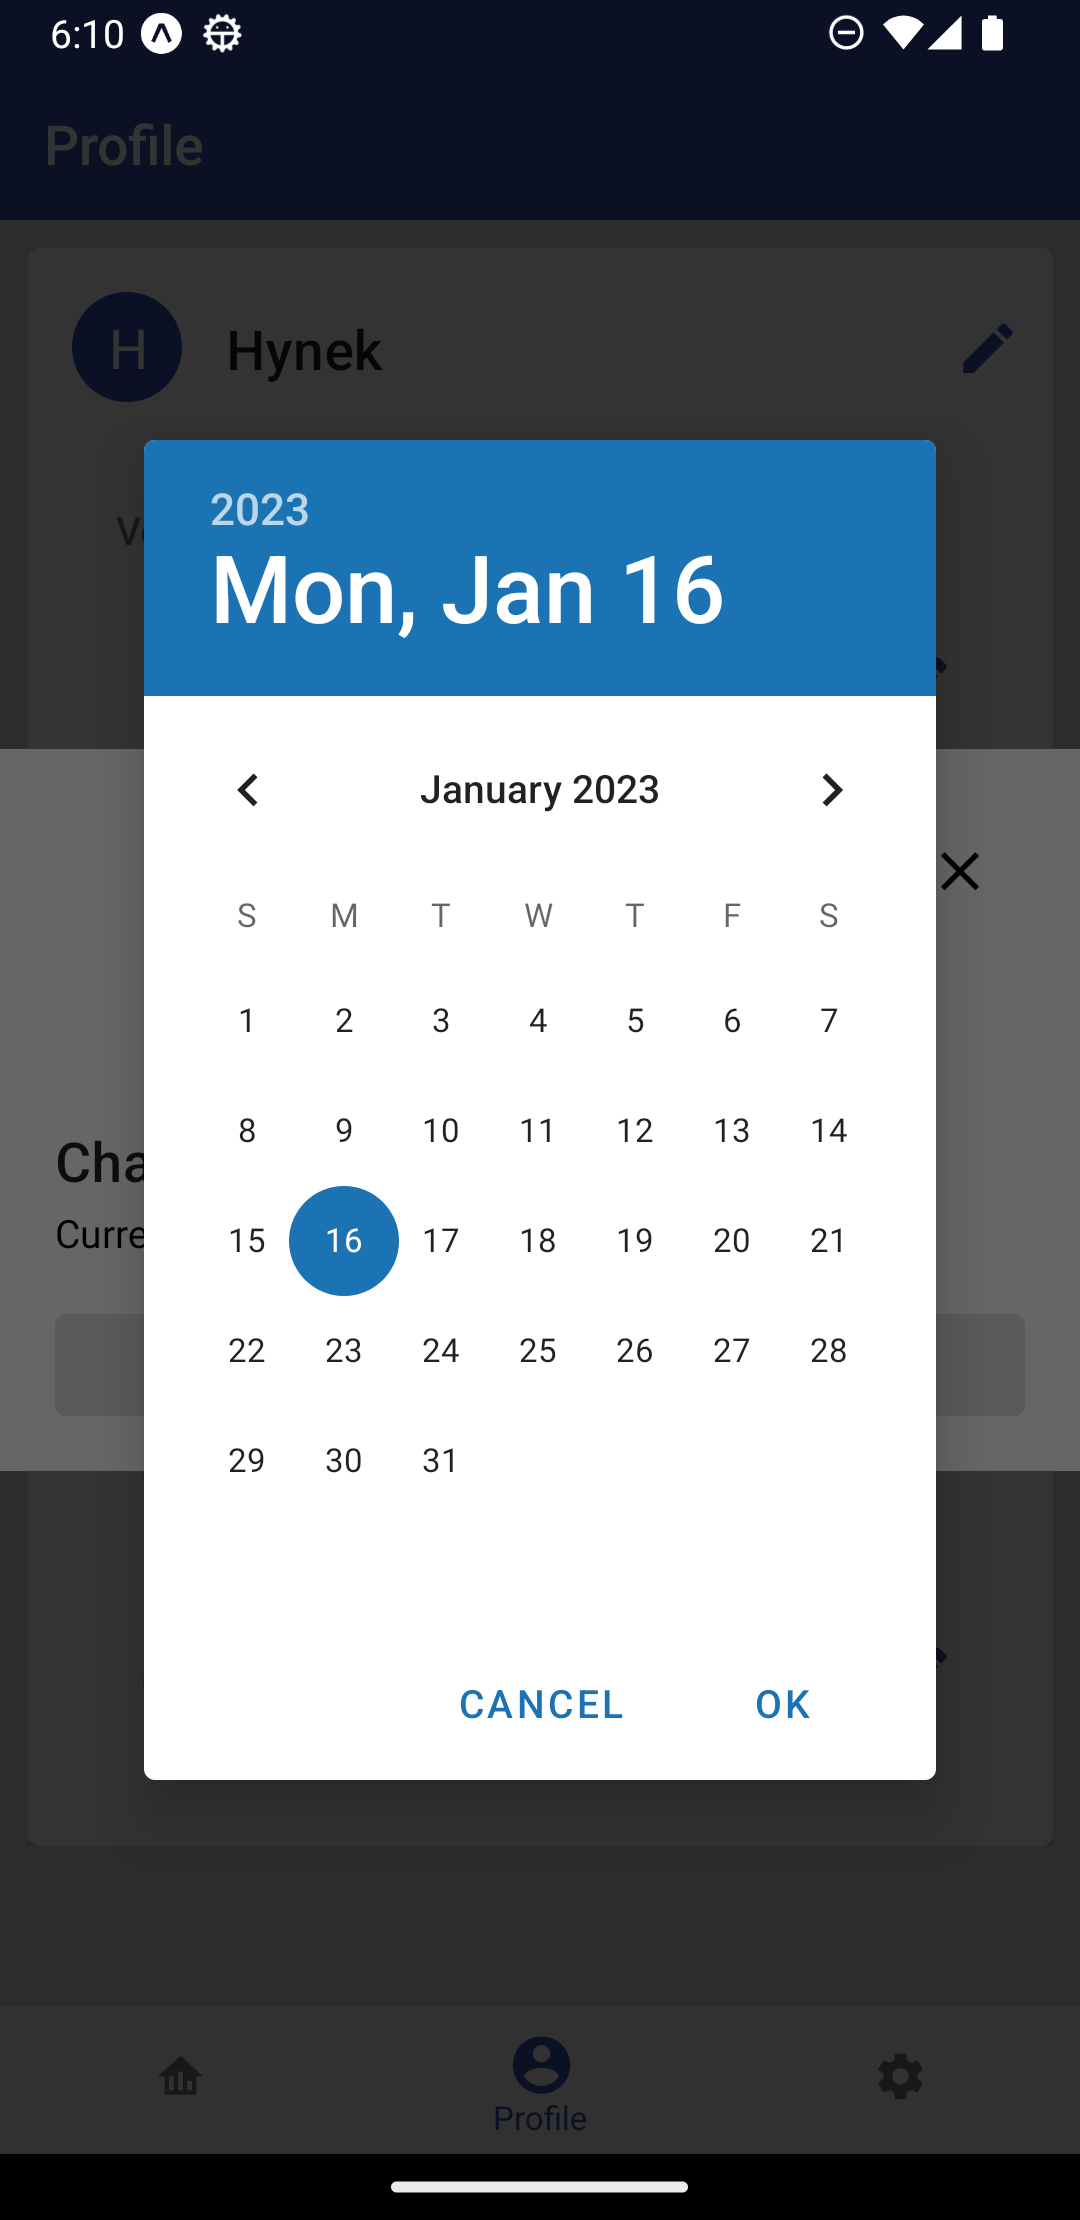 6:10
Profile
H Hynek
2023
Mon, Jan 16
January 2023
S M T W T F S
1 2 3 4 5 6 7
8 9 10 11 12 13 14
15 16 17 18 19 20 21
22 23 24 25 26 27 28
29 30 31
CANCEL OK
Profile